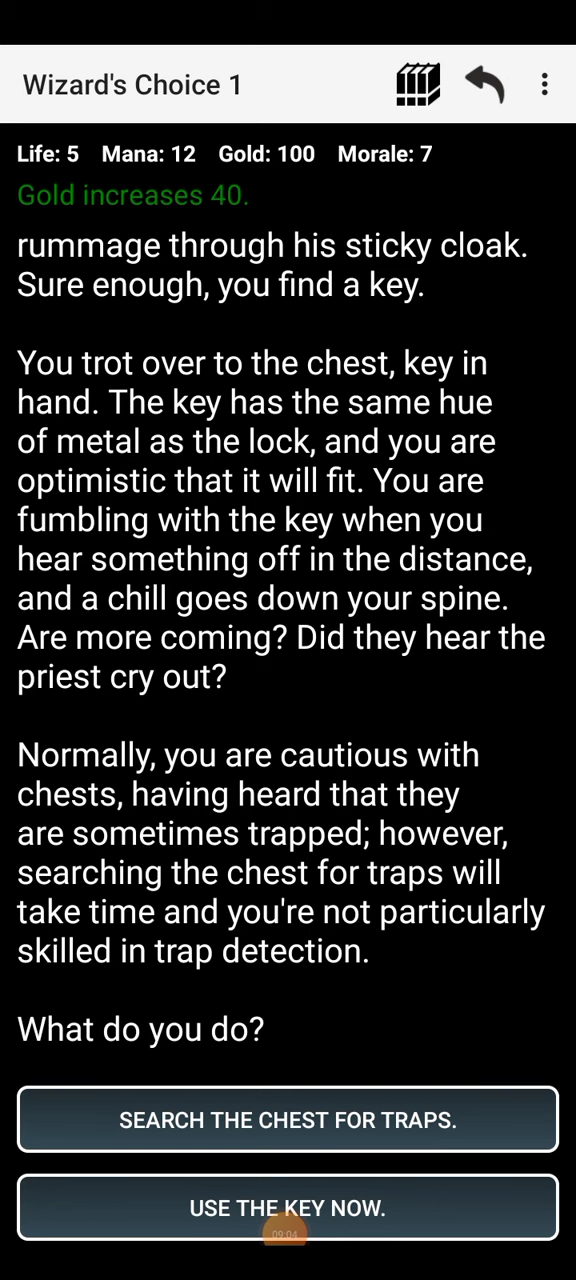 Wizard's Choice 1
Life: 5 Mana: 12 Gold: 100 Morale: 7
Gold increases 40.
rummage through his sticky cloak.
Sure enough, you find a key.
You trot over to the chest, key in
hand. The key has the same hue
of metal as the lock, and you are
optimistic that it will fit. You are
fumbling with the key when you
hear something off in the distance,
and a chill goes down your spine.
Are more coming? Did they hear the
priest cry out?
Normally, you are cautious with
chests, having heard that they
are sometimes trapped; however,
searching the chest for traps will
take time and you're not particularly
skilled in trap detection.
What do you do?
SEARCH THE CHEST FOR TRAPS.
USE THE KEY NOW.
09:04